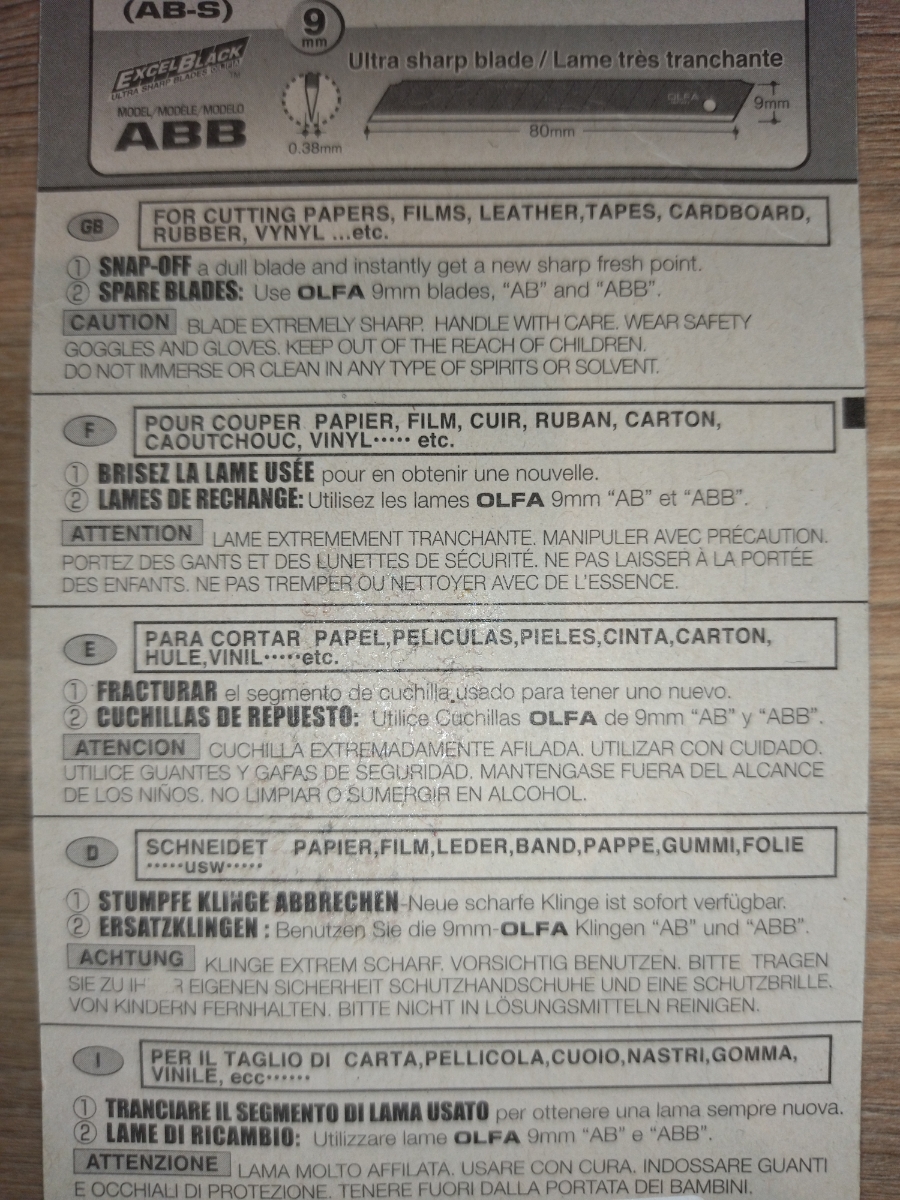 (AB-S)
9
mm
EXCELBLACK
ULTRA SHARP BLADES
TM
MODEL/MODÈLE/MODELO
ABB
0.38mm
Ultra sharp blade / Lame très tranchante
OLFA
9mm
80mm
GB
FOR CUTTING PAPERS, FILMS, LEATHER,TAPES, CARDBOARD,
RUBBER, VYNYL ...etc.
① SNAP-OFF a dull blade and instantly get a new sharp fresh point.
② SPARE BLADES: Use OLFA 9mm blades, “AB” and “ABB”.
CAUTION BLADE EXTREMELY SHARP. HANDLE WITH CARE. WEAR SAFETY
GOGGLES AND GLOVES. KEEP OUT OF THE REACH OF CHILDREN.
DO NOT IMMERSE OR CLEAN IN ANY TYPE OF SPIRITS OR SOLVENT.
F
POUR COUPER PAPIER, FILM, CUIR, RUBAN, CARTON,
CAOUTCHOUC, VINYL····· etc.
① BRISEZ LA LAME USÉE pour en obtenir une nouvelle.
② LAMES DE RECHANGE: Utilisez les lames OLFA 9mm “AB” et “ABB”.
ATTENTION LAME EXTREMEMENT TRANCHANTE. MANIPULER AVEC PRÉCAUTION.
PORTEZ DES GANTS ET DES LUNETTES DE SÉCURITÉ. NE PAS LAISSER À LA PORTÉE
DES ENFANTS. NE PAS TREMPER OU NETTOYER AVEC DE L'ESSENCE.
E
PARA CORTAR PAPEL,PELICULAS,PIELES,CINTA,CARTON,
HULE,VINIL·····etc.
① FRACTURAR el segmento de cuchilla usado para tener uno nuevo.
② CUCHILLAS DE REPUESTO: Utilice Cuchillas OLFA de 9mm “AB” y “ABB”.
ATENCION CUCHILLA EXTREMADAMENTE AFILADA. UTILIZAR CON CUIDADO.
UTILICE GUANTES Y GAFAS DE SEGURIDAD. MANTENGASE FUERA DEL ALCANCE
DE LOS NIÑOS. NO LIMPIAR O SUMERGIR EN ALCOHOL.
D
SCHNEIDET PAPIER,FILM,LEDER,BAND,PAPPE,GUMMI,FOLIE
·····usw·····
① STUMPFE KLINGE ABBRECHEN-Neue scharfe Klinge ist sofort verfügbar.
② ERSATZKLINGEN : Benutzen Sie die 9mm-OLFA Klingen “AB” und “ABB”.
ACHTUNG KLINGE EXTREM SCHARF. VORSICHTIG BENUTZEN. BITTE TRAGEN
SIE ZU EIGENEN SICHERHEIT SCHUTZHANDSCHUHE UND EINE SCHUTZBRILLE.
VON KINDERN FERNHALTEN. BITTE NICHT IN LÖSUNGSMITTELN REINIGEN.
I
PER IL TAGLIO DI CARTA,PELLICOLA,CUOIO,NASTRI,GOMMA,
VINILE, ecc······
① TRANCIARE IL SEGMENTO DI LAMA USATO per ottenere una lama sempre nuova.
② LAME DI RICAMBIO: Utilizzare lame OLFA 9mm “AB” e “ABB”.
ATTENZIONE LAMA MOLTO AFFILATA. USARE CON CURA. INDOSSARE GUANTI
E OCCHIALI DI PROTEZIONE. TENERE FUORI DALLA PORTATA DEI BAMBINI.